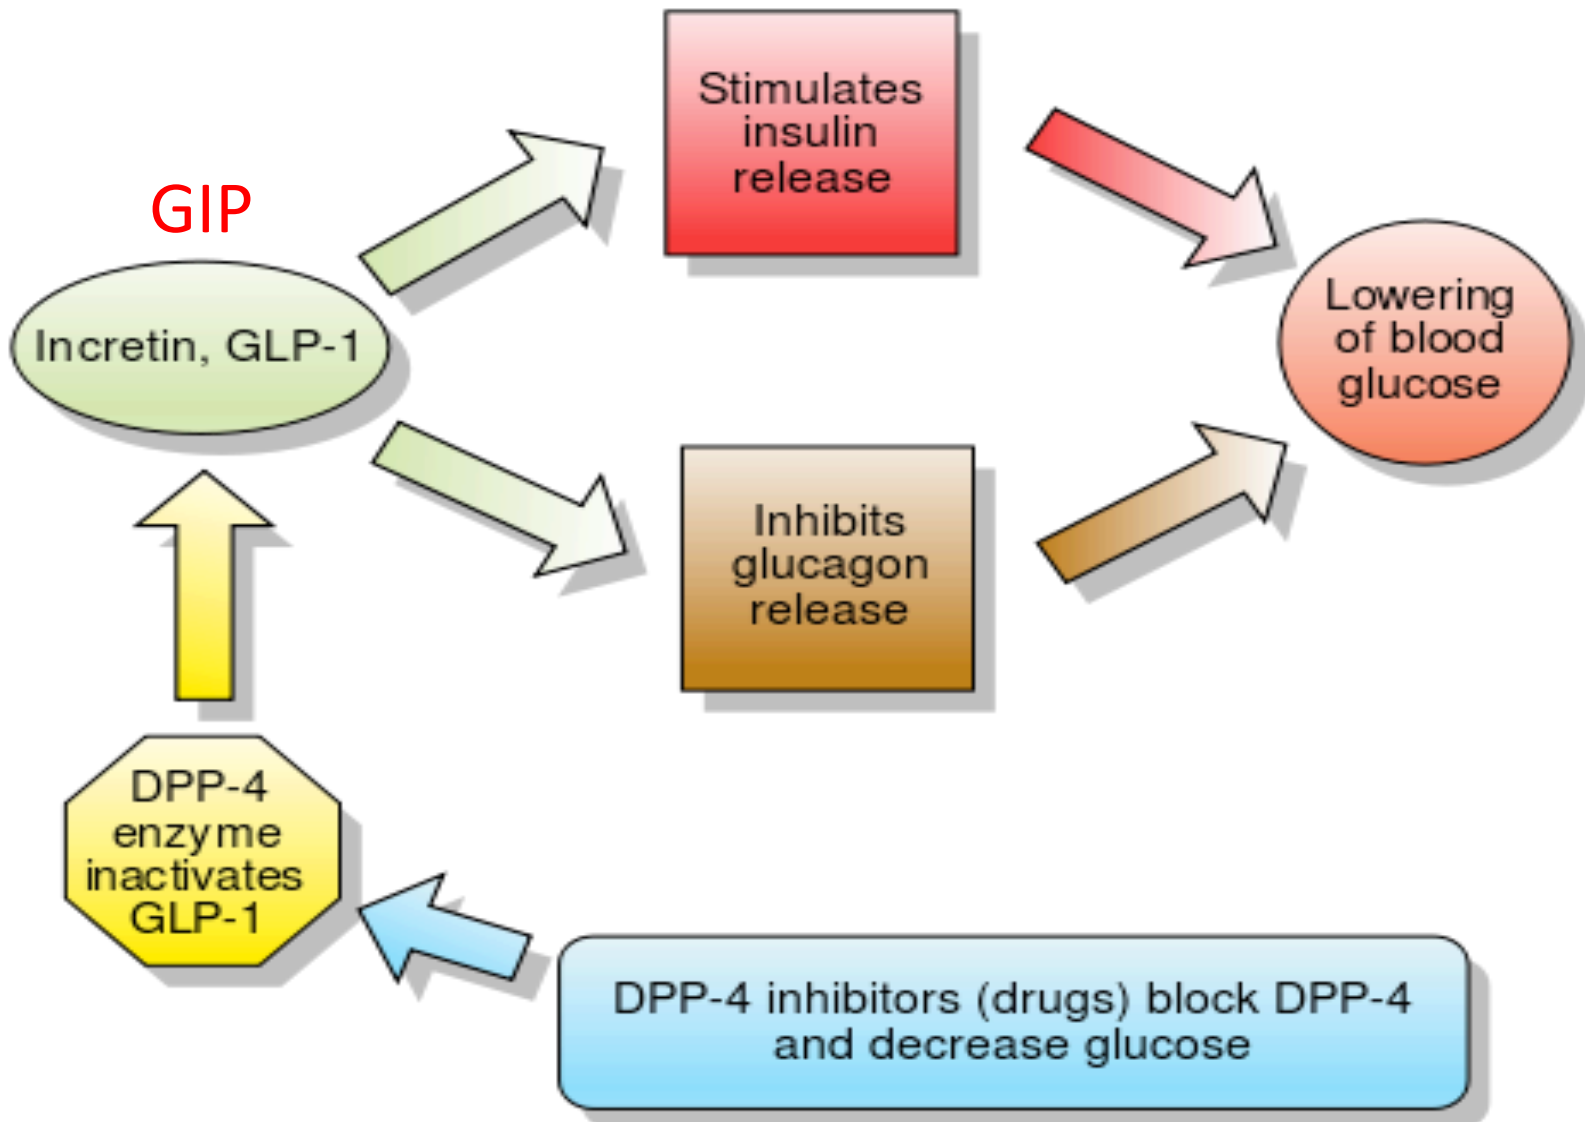 GIP
Incretin, GLP-1
Stimulates
insulin
release
Inhibits
glucagon
release
Lowering
of blood
glucose
DPP-4
enzyme
inactivates
GLP-1
DPP-4 inhibitors (drugs) block DPP-4
and decrease glucose